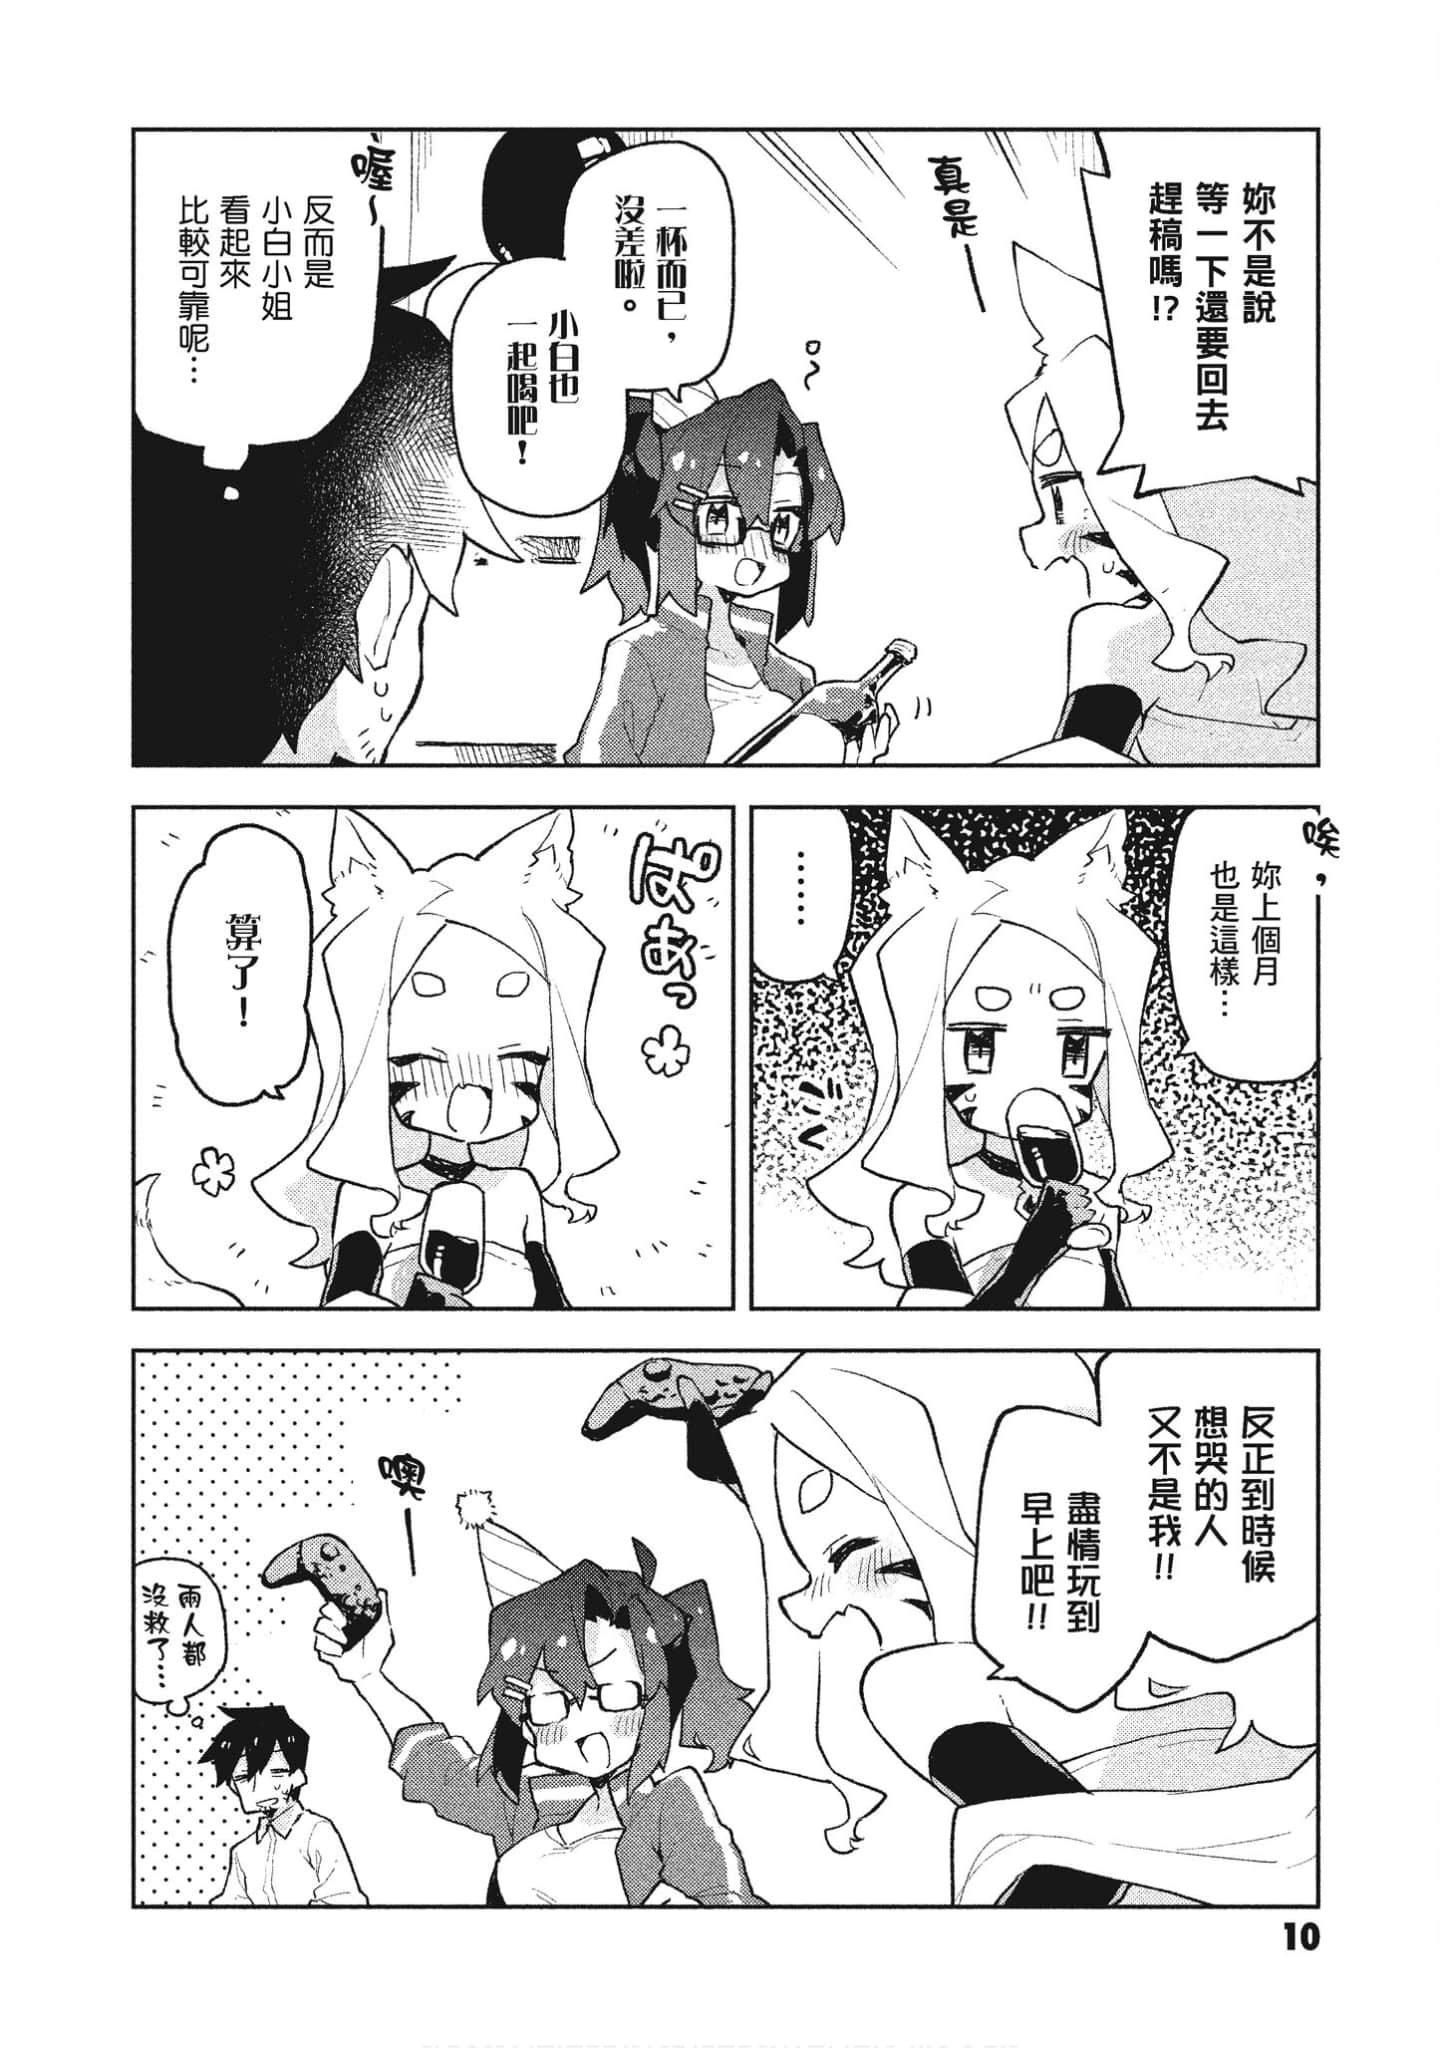 妳不是說
等一下還要回去
趕稿嗎!?
真是—
一杯而已，
沒差啦。
小白也
一起喝吧！
喔～
反而是
小白小姐
看起來
比較可靠呢…
唉，
妳上個月
也是這樣…
……
ぱあっ
算了！
反正到時候
想哭的人
又不是我!!
盡情玩到
早上吧!!
噢—
兩人都
沒救了…
10